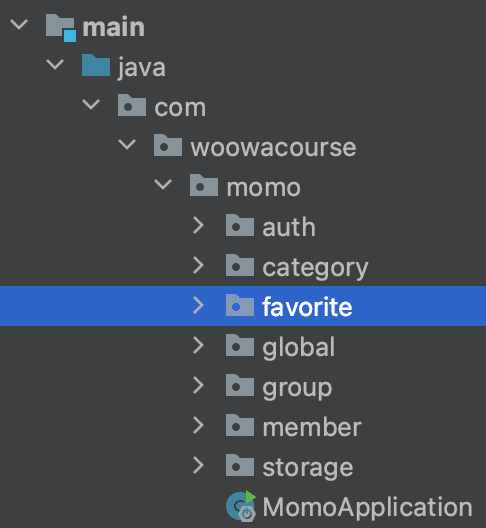 main
java
com
woowacourse
momo
auth
category
favorite
global
group
member
storage
MomoApplication